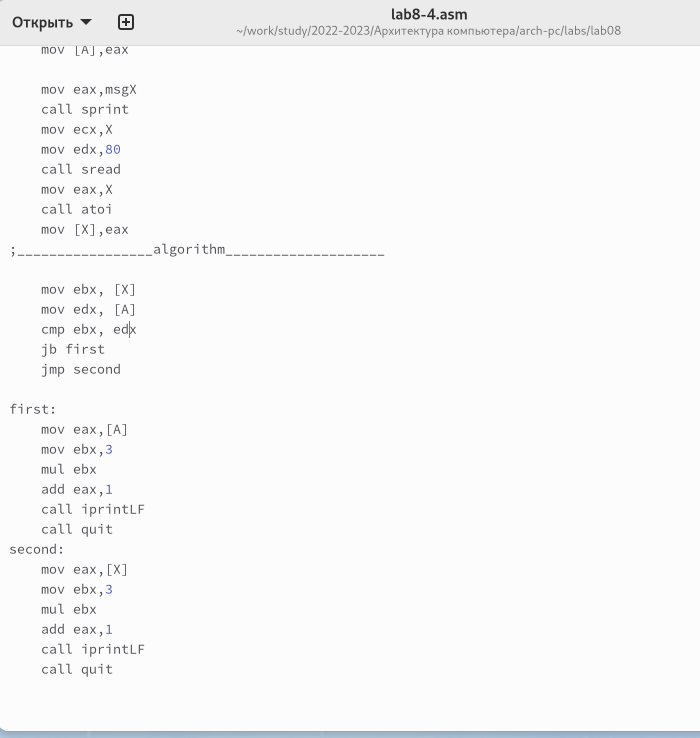 Открыть
lab8-4.asm
~/work/study/2022-2023/Архитектура компьютера/arch-pc/labs/lab08
mov [A],eax
mov eax,msgX
call sprint
mov ecx,X
mov edx,80
call sread
mov eax,X
call atoi
mov [X],eax
;_________________algorithm____________________
mov ebx, [X]
mov edx, [A]
cmp ebx, edx
jb first
jmp second
first:
mov eax,[A]
mov ebx,3
mul ebx
add eax,1
call iprintLF
call quit
second:
mov eax,[X]
mov ebx,3
mul ebx
add eax,1
call iprintLF
call quit